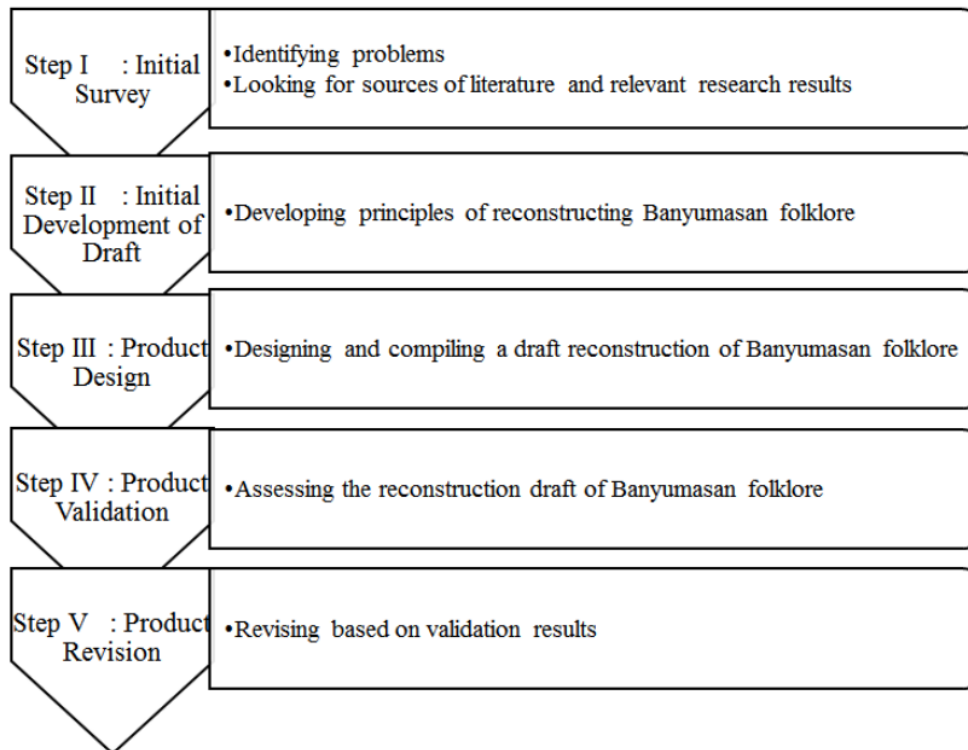 Step I : Initial
Survey
•Identifying problems
•Looking for sources of literature and relevant research results
Step II : Initial
Development of
Draft
•Developing principles of reconstructing Banyumasan folklore
Step III : Product
Design
•Designing and compiling a draft reconstruction of Banyumasan folklore
Step IV : Product
Validation
•Assessing the reconstruction draft of Banyumasan folklore
Step V : Product
Revision
•Revising based on validation results